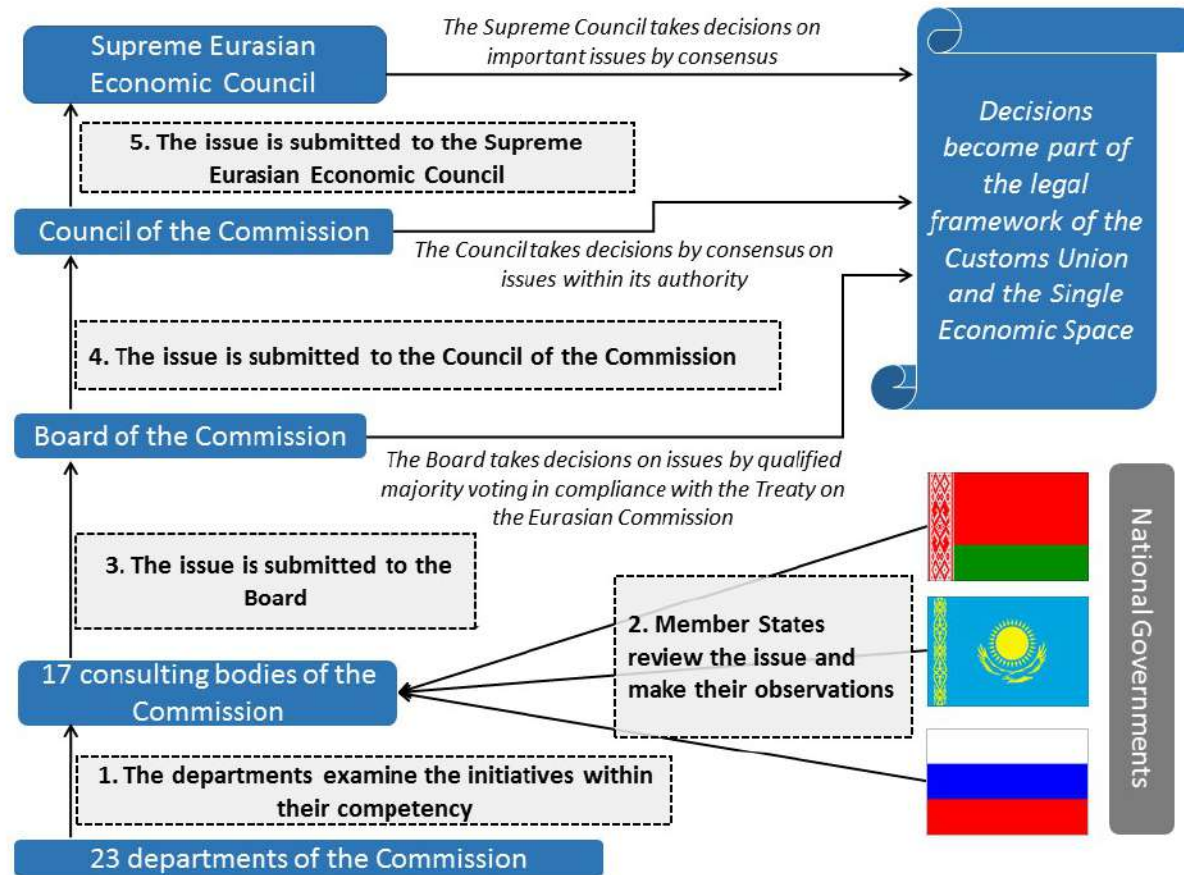 Supreme Eurasian
Economic Council
The Supreme Council takes decisions on
important issues by consensus
5. The issue is submitted to the Supreme
Eurasian Economic Council
Council of the Commission
The Council takes decisions by consensus on
issues within its authority
4. The issue is submitted to the Council of the Commission
Board of the Commission
The Board takes decisions on issues by qualified
majority voting in compliance with the Treaty on
the Eurasian Commission
3. The issue is submitted to the
Board
17 consulting bodies of the
Commission
1. The departments examine the initiatives within
their competency
23 departments of the Commission
2. Member States
review the issue and
make their observations
Decisions
become part of
the legal
framework of the
Customs Union
and the Single
Economic Space
National Governments